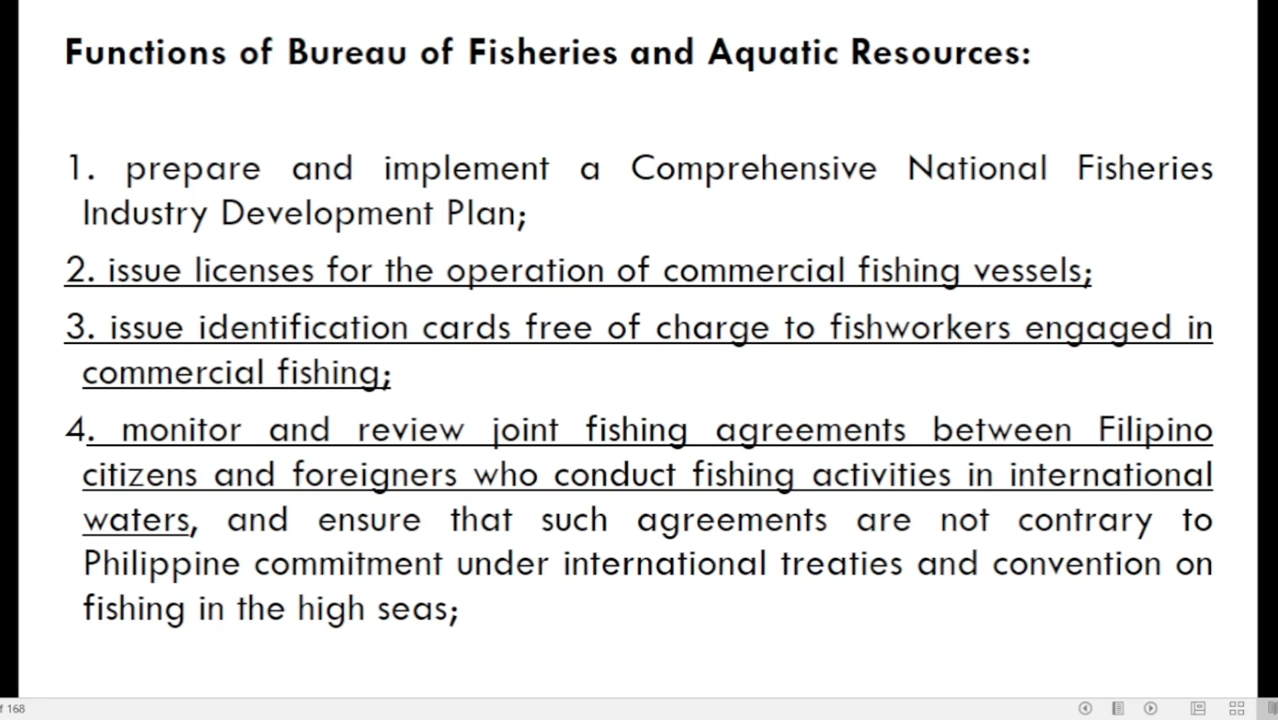 Functions of Bureau of Fisheries and Aquatic Resources:
1. prepare and implement a Comprehensive National Fisheries
Industry Development Plan;
2. issue licenses for the operation of commercial fishing vessels;
3. issue identification cards free of charge to fishworkers engaged in
commercial fishing;
4. monitor and review joint fishing agreements between Filipino
citizens and foreigners who conduct fishing activities in international
waters, and ensure that such agreements are not contrary to
Philippine commitment under international treaties and convention on
fishing in the high seas;
f 168